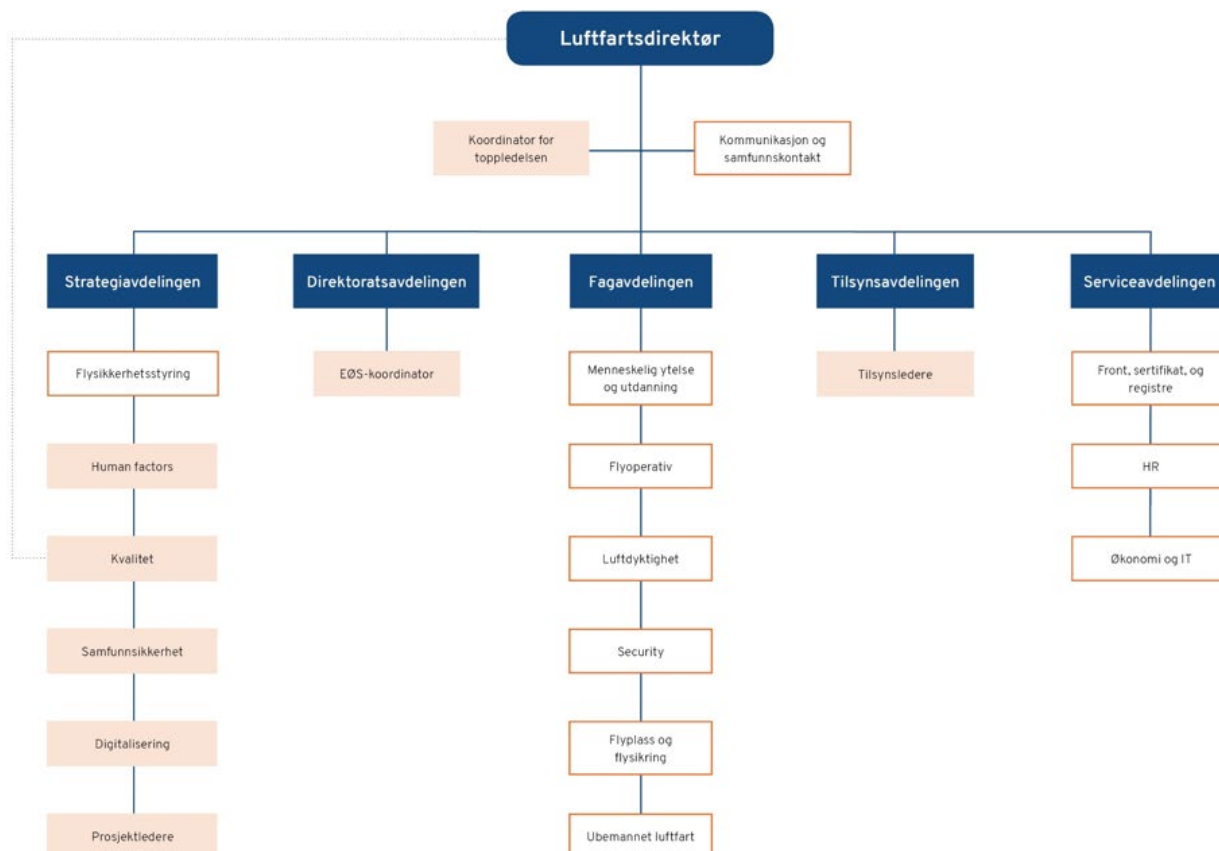 Luftfartsdirektør
Koordinator for
toppledelsen
Kommunikasjon og
samfunnskontakt
Strategiavdelingen
Direktoratsavdelingen
Fagavdelingen
Tilsynsavdelingen
Serviceavdelingen
Flysikkerhetsstyring
EØS-koordinator
Menneskelig ytelse
og utdanning
Tilsynsledere
Front, sertifikat, og
registre
Human factors
Flyoperativ
HR
Kvalitet
Luftdyktighet
Økonomi og IT
Samfunnsikkerhet
Security
Digitalisering
Flyplass og
flysikring
Prosjektledere
Ubemannet luftfart